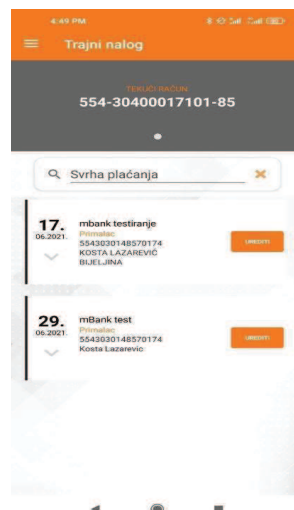 4:49 PM
Trajni nalog
TEKUĆI RAČUN
554-30400017101-85
Svrha plaćanja
17.
06.2021.
mbank testiranje
Primalac
5543030148570174
KOSTA LAZAREVIĆ
BIJELJINA
UREDITI
29.
06.2021.
mBank test
Primalac
5543030148570174
Kosta Lazarevic
UREDITI